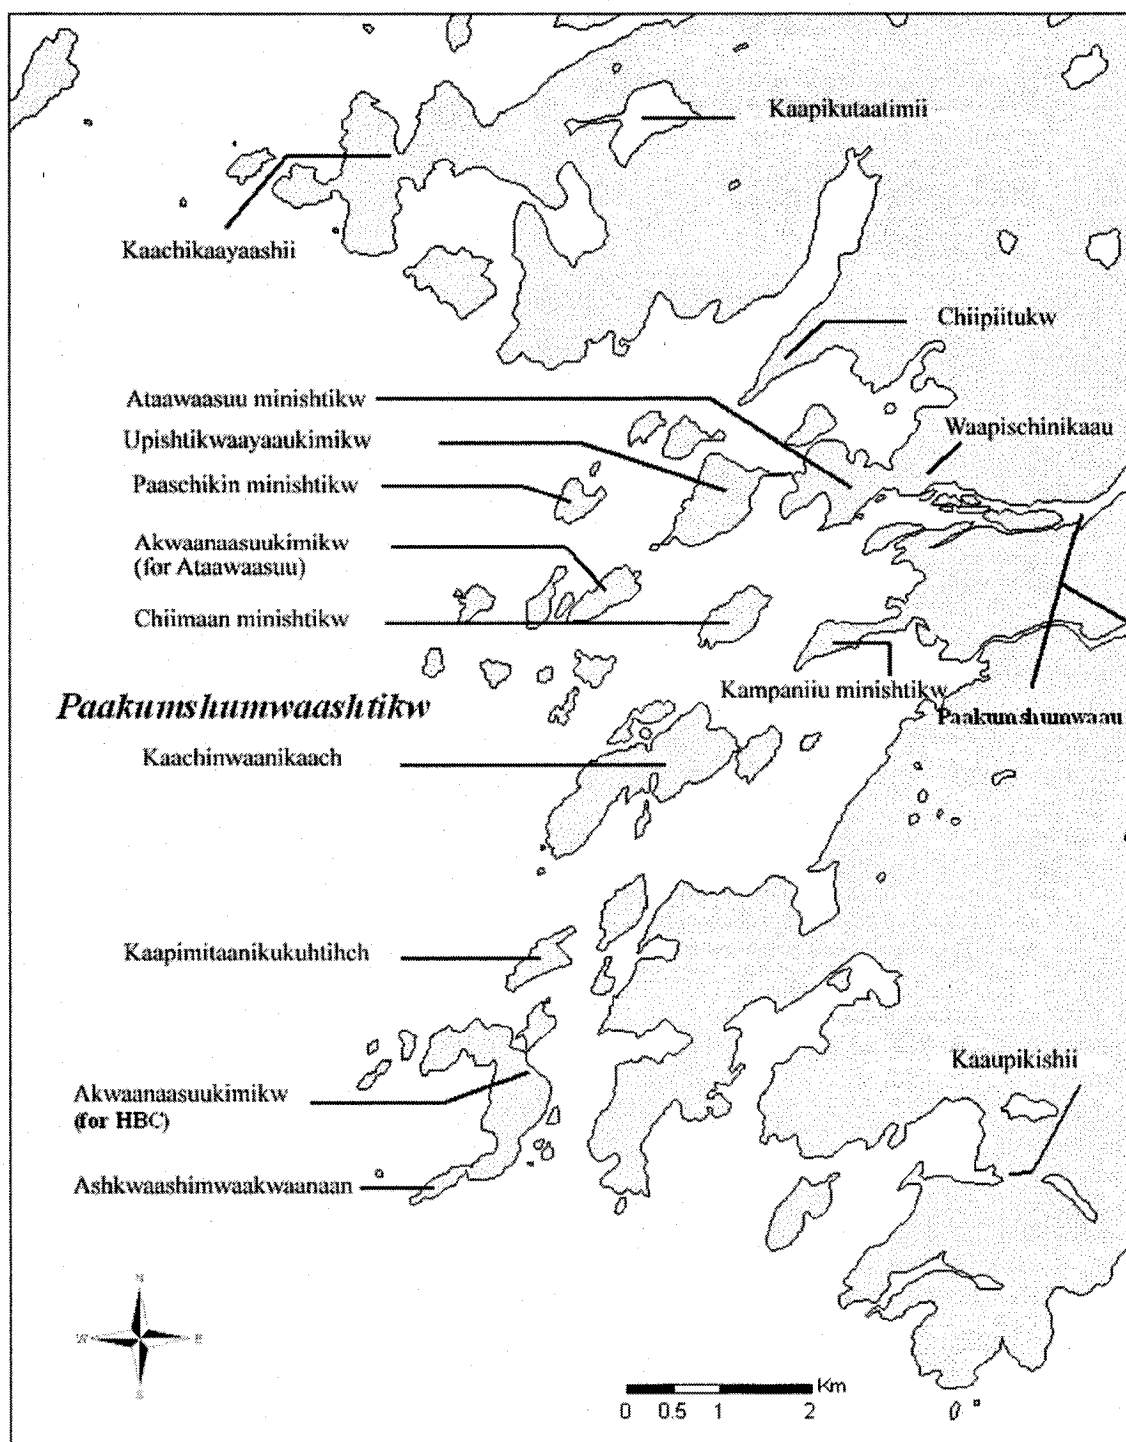 Kaapikutaatimii
Kaachikaayaashii
Chiipiitukw
Ataawaasuu minishtikw
Upishtikwaayaaukimikw
Waapischinikaau
Paaschikin minishtikw
Akwaanaasuukimikw
(for Ataawaasuu)
Chiimaan minishtikw
Kampaniiu minishtikw
Paakumshumwaashtikw
Paakumshumwaau
Kaachinwaanikaach
Kaapimitaanikukuhtihch
Kaaupikishii
Akwaanaasuukimikw
(for HBC)
Ashkwaashimwaakwaanaan
N
W E
S
Km
0 0.5 1 2